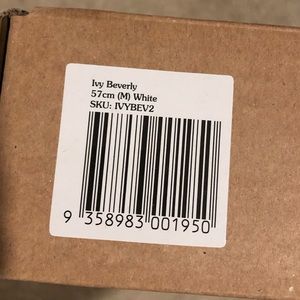 Ivy Beverly
57cm (M) White
SKU: IVYBEV2
9 358983 001950